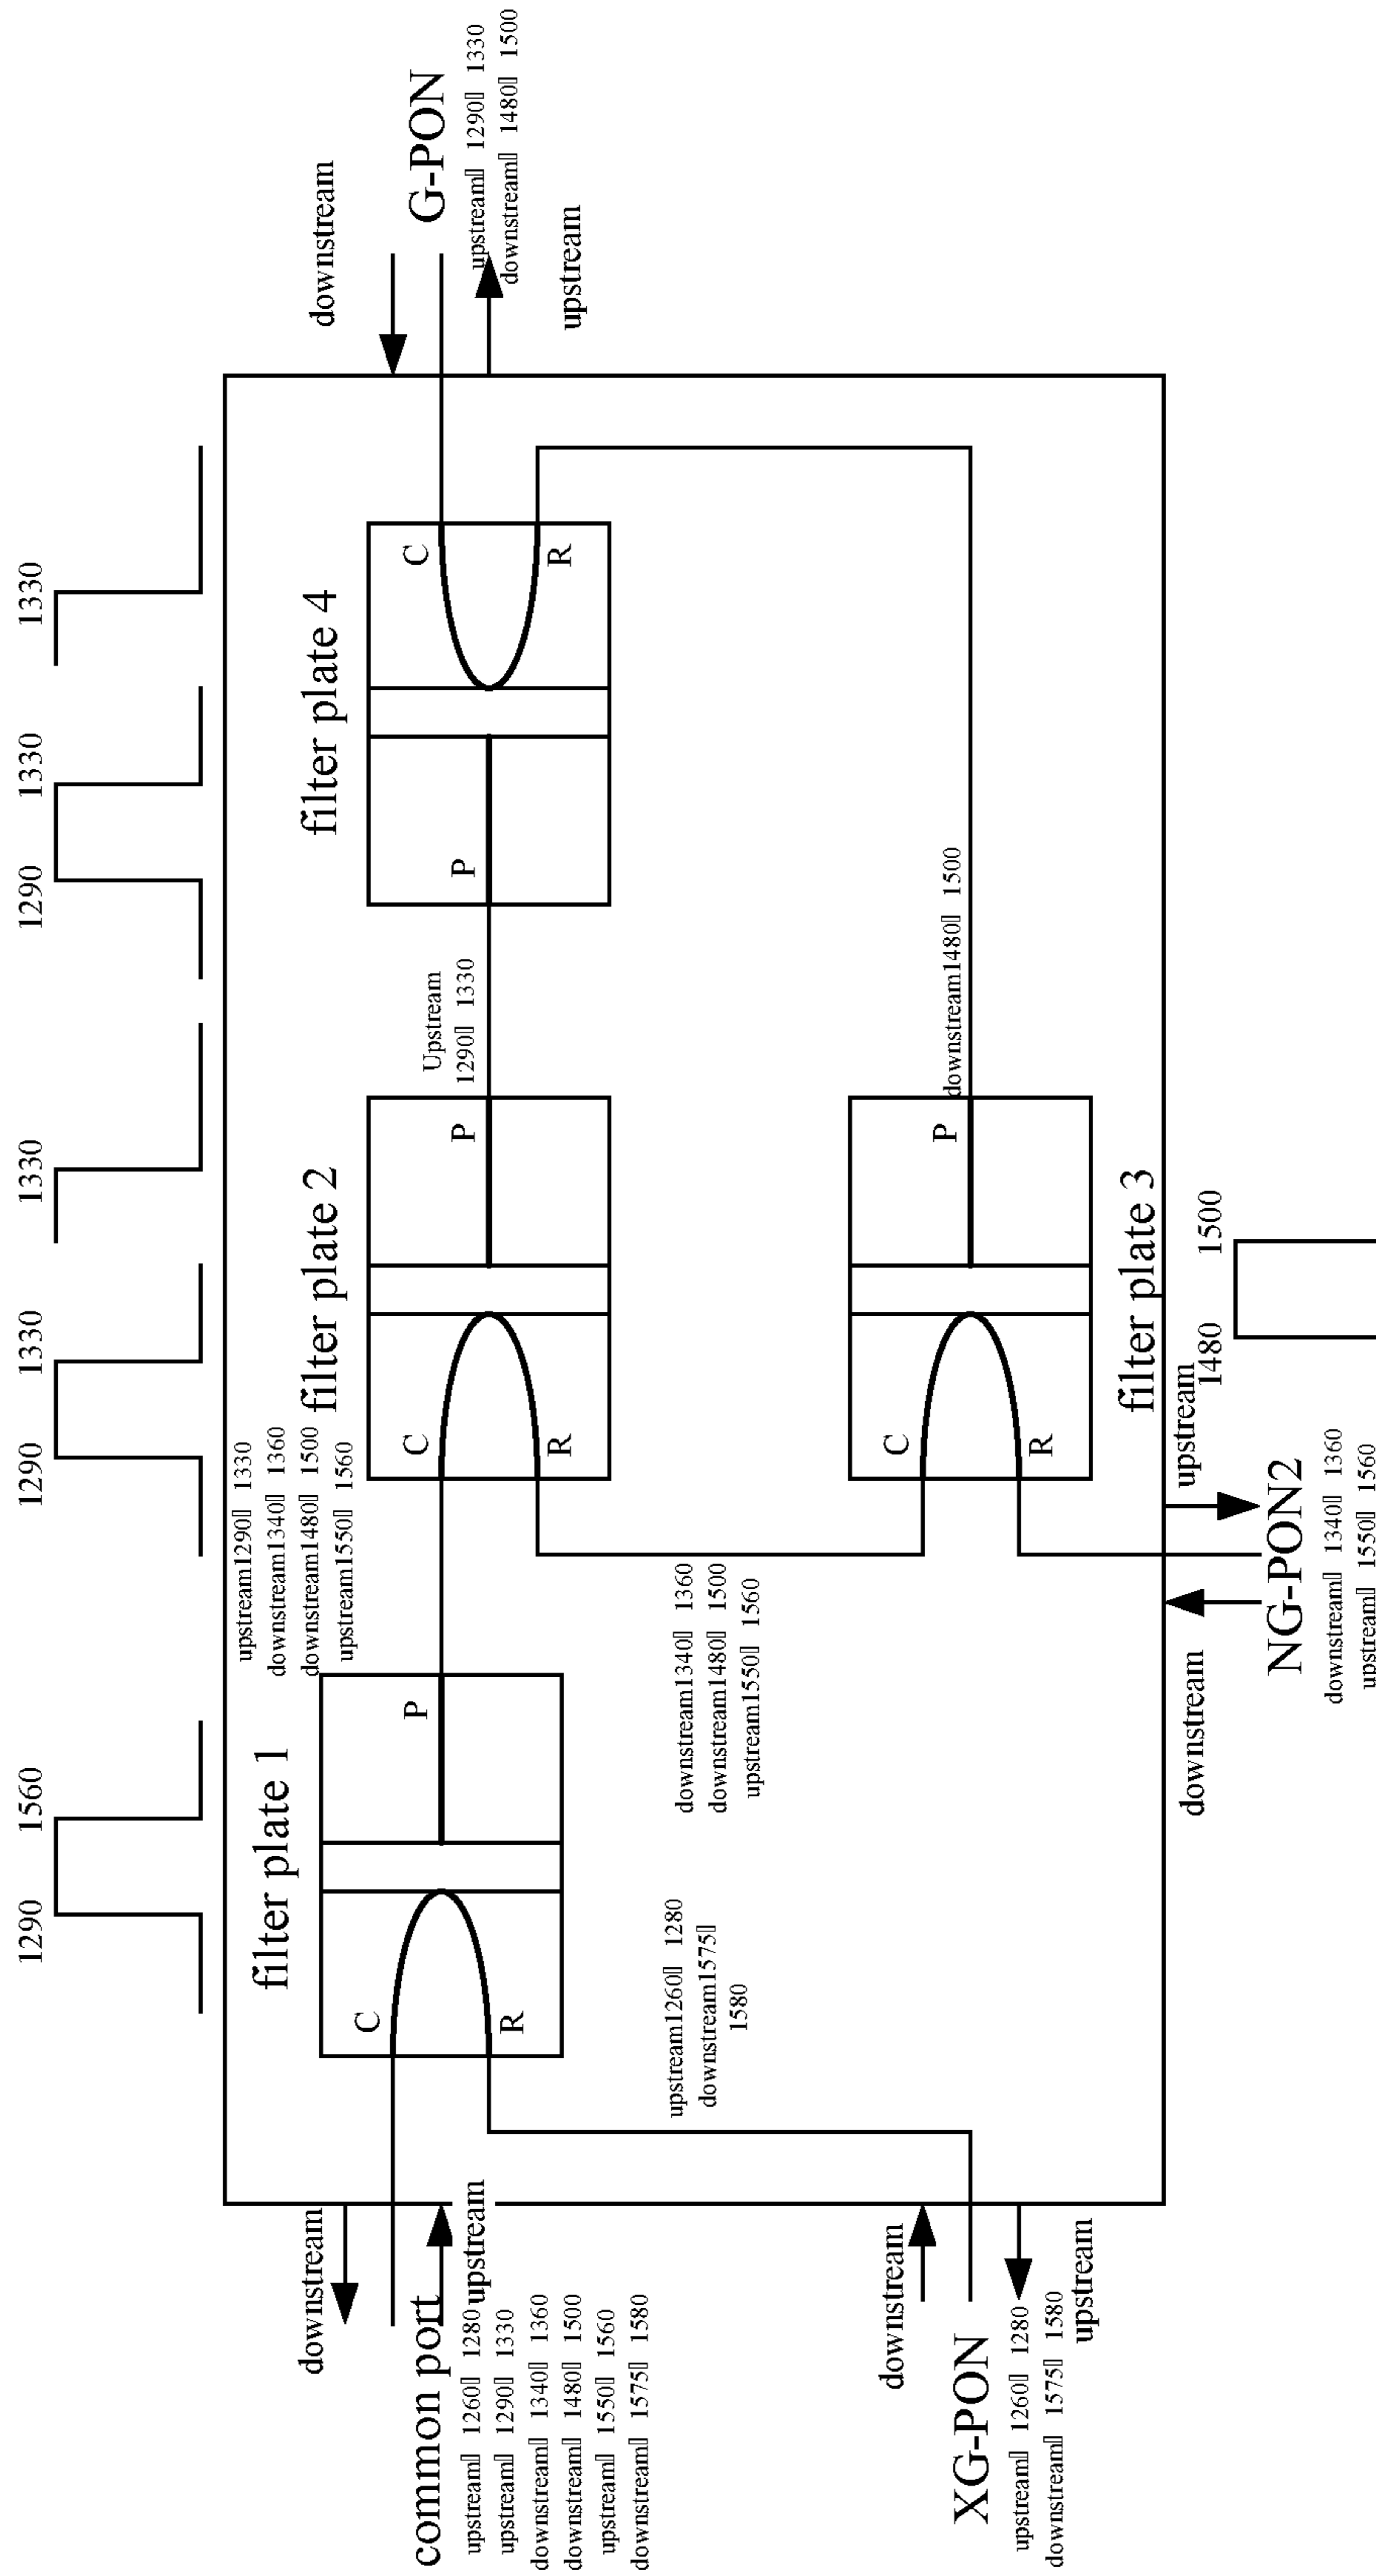 1290 1560
1290 1330
1330
1290 1330
1330
filter plate 1
filter plate 2
filter plate 4
downstream
C
R
P
upstream1290 1330
downstream1340 1360
downstream1480 1500
upstream1550 1560
C
R
P
Upstream
1290 1330
P
C
R
downstream
G-PON
upstream 1290 1330
downstream 1480 1500
upstream
common port
upstream
upstream 1260 1280
upstream 1290 1330
downstream 1340 1360
downstream 1480 1500
upstream 1550 1560
downstream 1575 1580
upstream1260 1280
downstream1575
1580
downstream1340 1360
downstream1480 1500
upstream1550 1560
C
R
P
downstream1480 1500
filter plate 3
downstream
XG-PON
upstream 1260 1280
downstream 1575 1580
upstream
downstream
upstream
NG-PON2
downstream 1340 1360
upstream 1550 1560
1480 1500